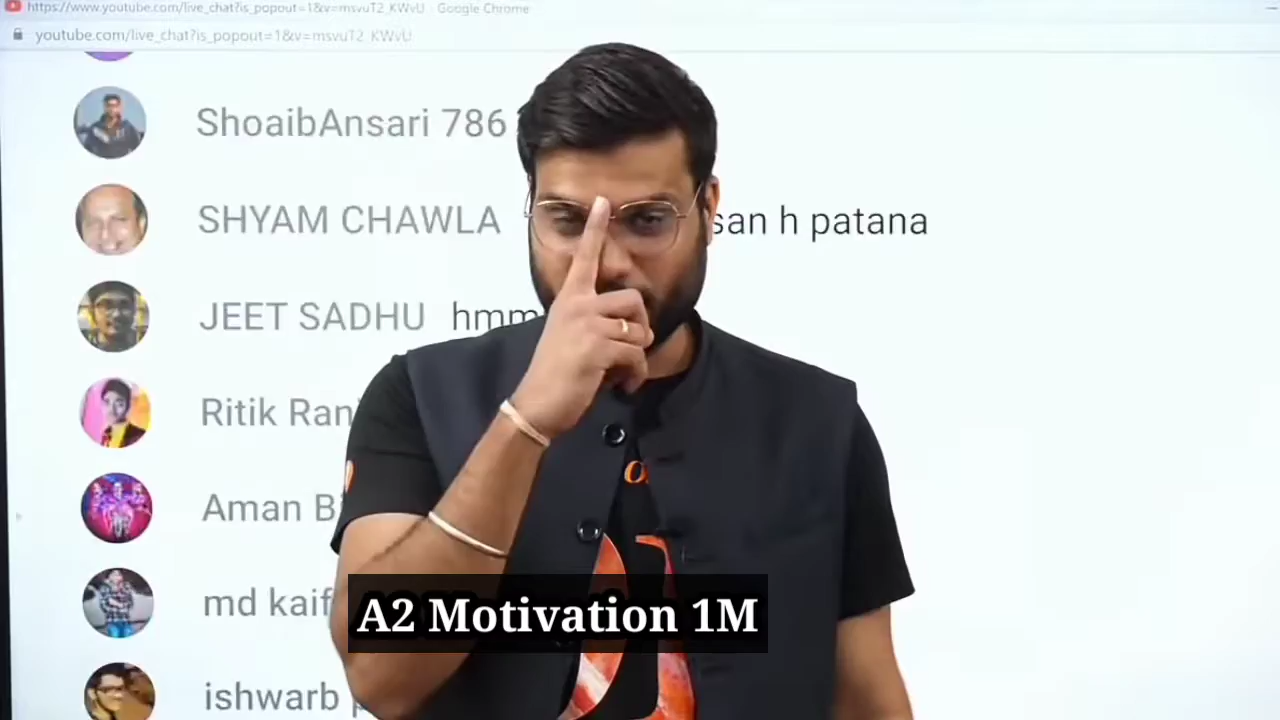 https://www.youtube.com/live_chat?is_popout=1&v=msvuT2_KWvU - Google Chrome
youtube.com/live_chat?is_popout=1&v=msvuT2_KWvU
ShoaibAnsari 786
SHYAM CHAWLA san h patana
JEET SADHU hmm
Ritik Ran
Aman B
md kaif
A2 Motivation 1M
ishwarb